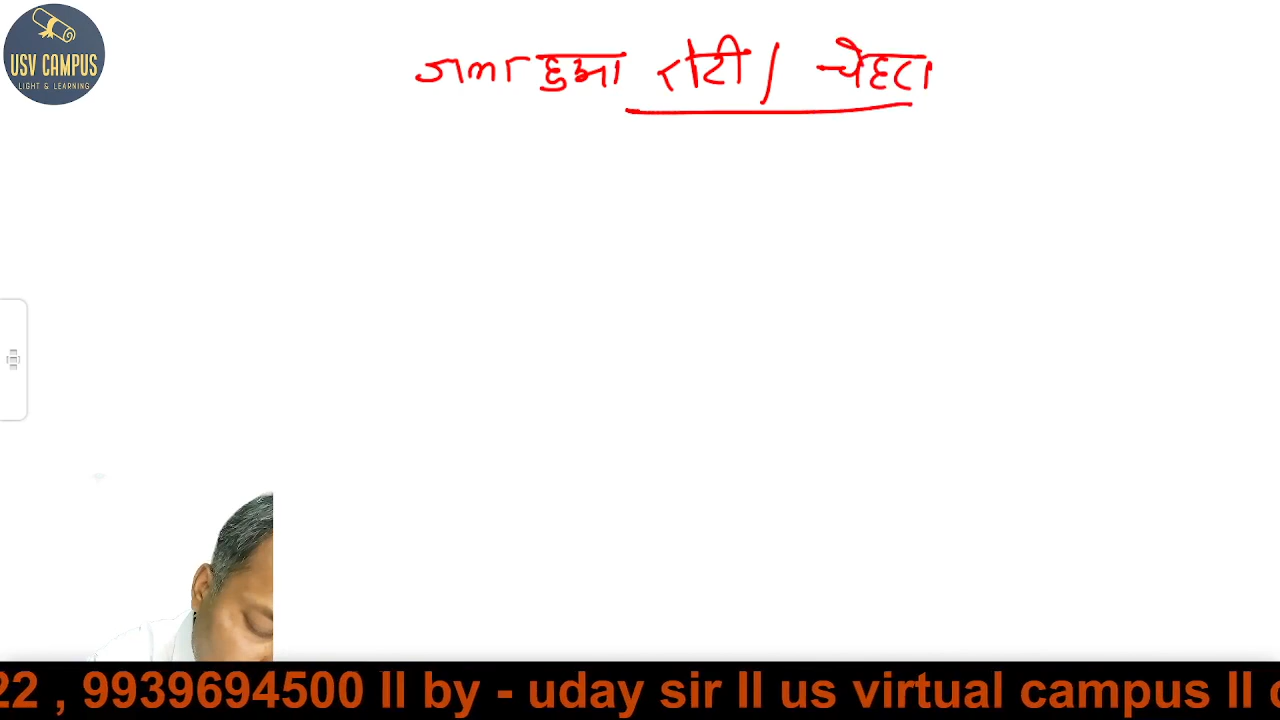 USV CAMPUS
LIGHT & LEARNING
जला हुआ रोटी / चेहरा
22 , 9939694500 ll by - uday sir ll us virtual campus ll